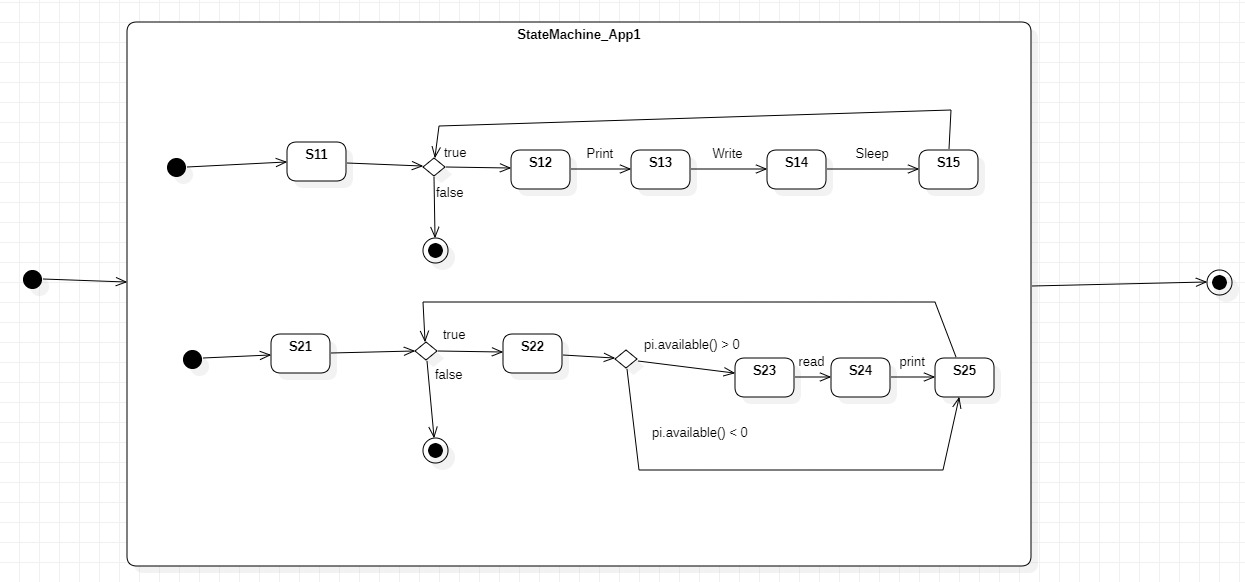 StateMachine_App1
S11
true
S12
Print
S13
Write
S14
Sleep
S15
false
S21
true
S22
pi.available() > 0
S23
read
S24
print
S25
false
pi.available() < 0